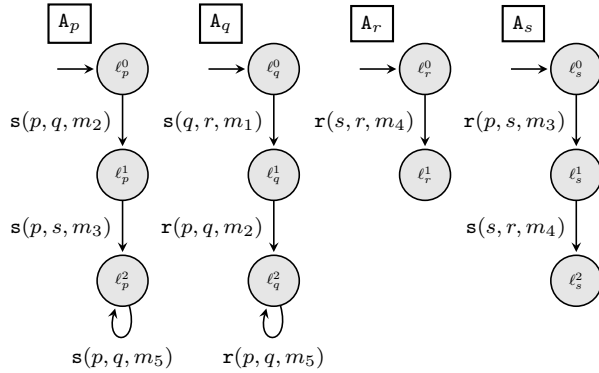 A_p A_q A_r A_s
ℓ_p^0 ℓ_q^0 ℓ_r^0 ℓ_s^0
s(p, q, m_2) s(q, r, m_1) r(s, r, m_4) r(p, s, m_3)
ℓ_p^1 ℓ_q^1 ℓ_r^1 ℓ_s^1
s(p, s, m_3) r(p, q, m_2) s(s, r, m_4)
ℓ_p^2 ℓ_q^2 ℓ_s^2
s(p, q, m_5) r(p, q, m_5)